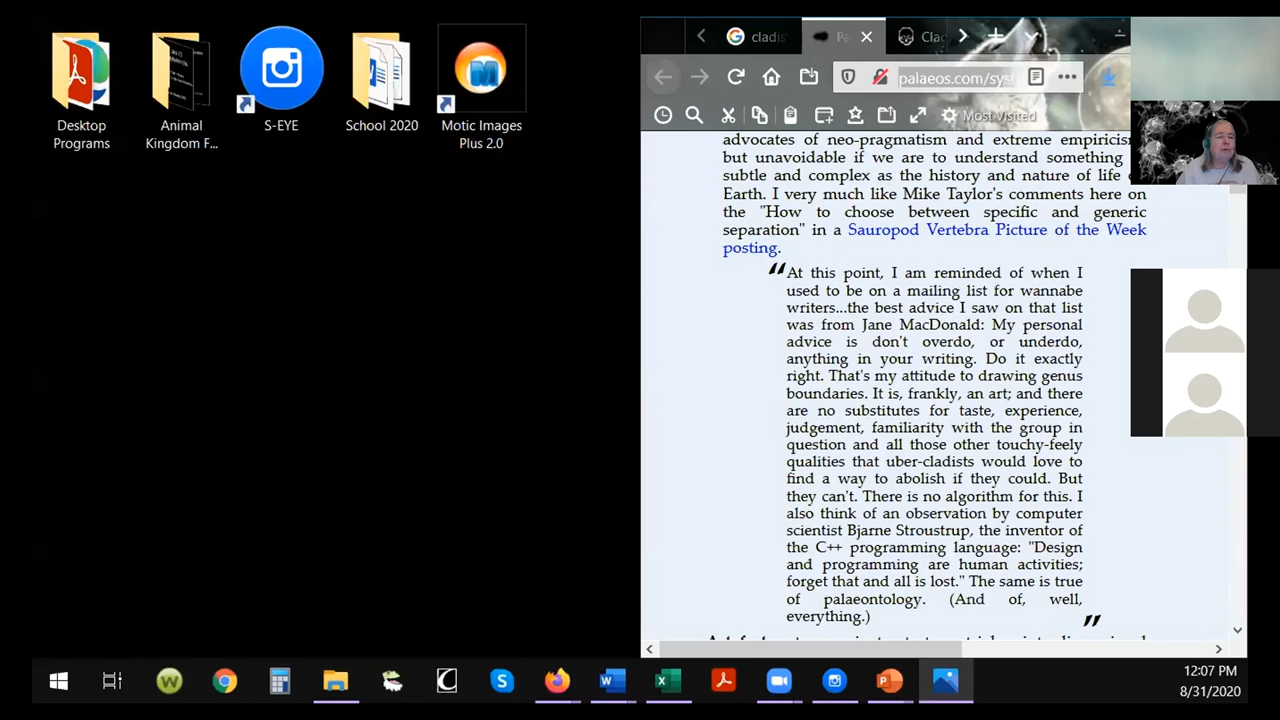 cladis
Pa
Clad
palaeos.com/sys
Most Visited
Desktop
Programs
Animal
Kingdom F...
S-EYE
School 2020
Motic Images
Plus 2.0
advocates of neo-pragmatism and extreme empiricism
but unavoidable if we are to understand something
subtle and complex as the history and nature of life
Earth. I very much like Mike Taylor's comments here on
the "How to choose between specific and generic
separation" in a Sauropod Vertebra Picture of the Week
posting.
“At this point, I am reminded of when I
used to be on a mailing list for wannabe
writers...the best advice I saw on that list
was from Jane MacDonald: My personal
advice is don't overdo, or underdo,
anything in your writing. Do it exactly
right. That's my attitude to drawing genus
boundaries. It is, frankly, an art; and there
are no substitutes for taste, experience,
judgement, familiarity with the group in
question and all those other touchy-feely
qualities that uber-cladists would love to
find a way to abolish if they could. But
they can't. There is no algorithm for this. I
also think of an observation by computer
scientist Bjarne Stroustrup, the inventor of
the C++ programming language: "Design
and programming are human activities;
forget that and all is lost." The same is true
of palaeontology. (And of, well,
everything.)”
12:07 PM
8/31/2020